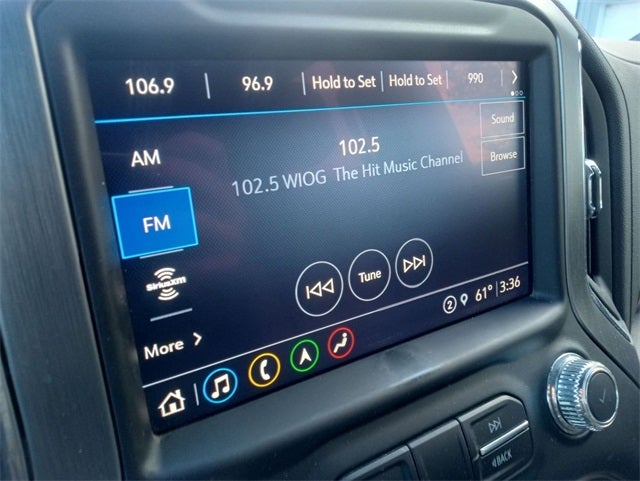 106.9 96.9 Hold to Set Hold to Set 990
Sound
AM
102.5
102.5 WIOG The Hit Music Channel
Browse
FM
SiriusXM
Tune
More
2 61° 3:36
BACK